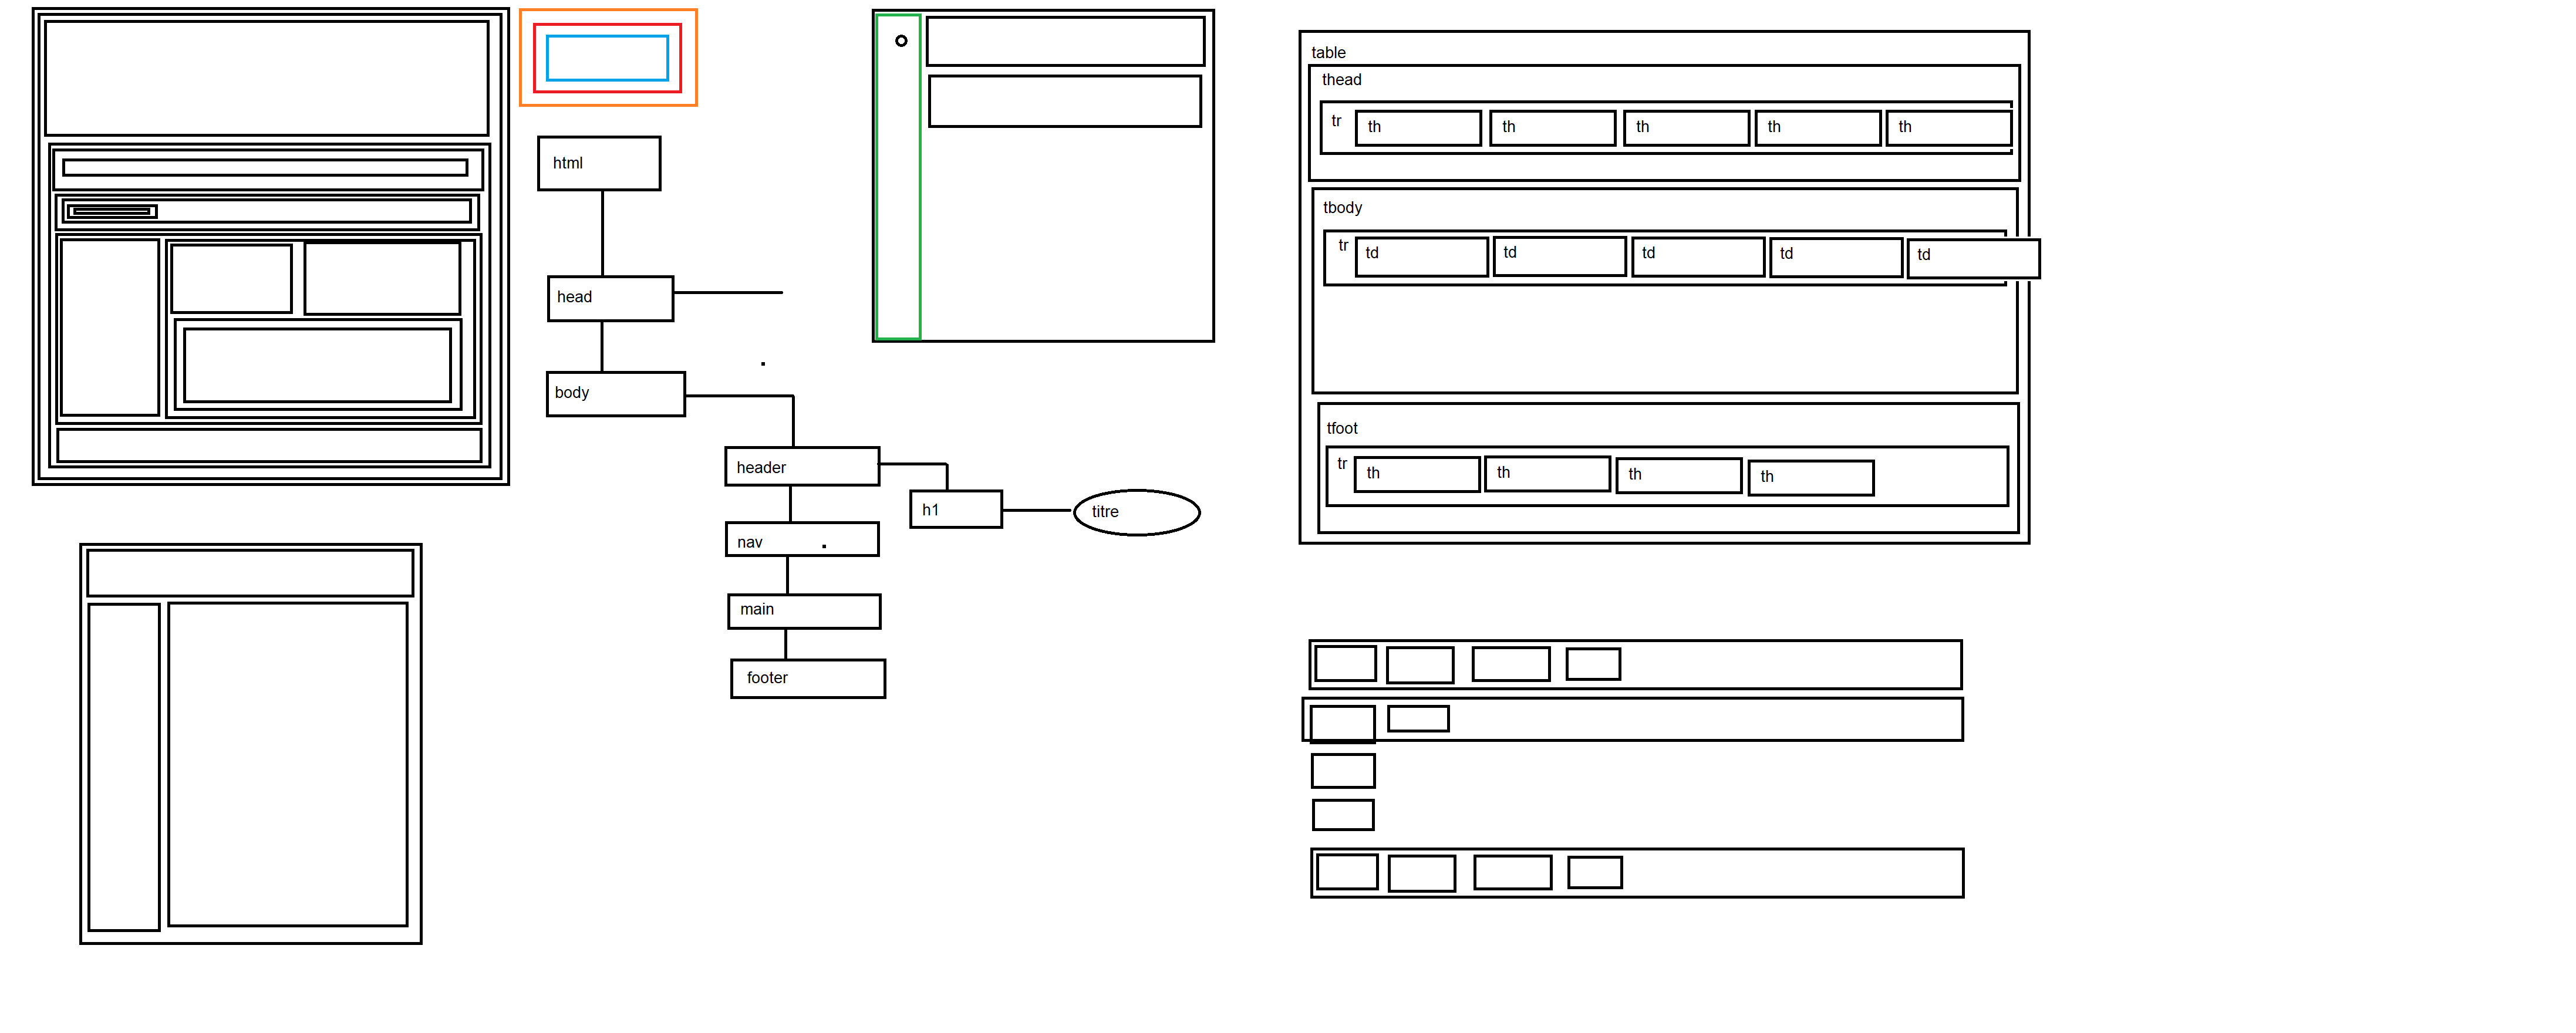 html
head
body
header
h1
titre
nav
main
footer
table
thead
tr th th th th th
tbody
tr td td td td td
tfoot
tr th th th th